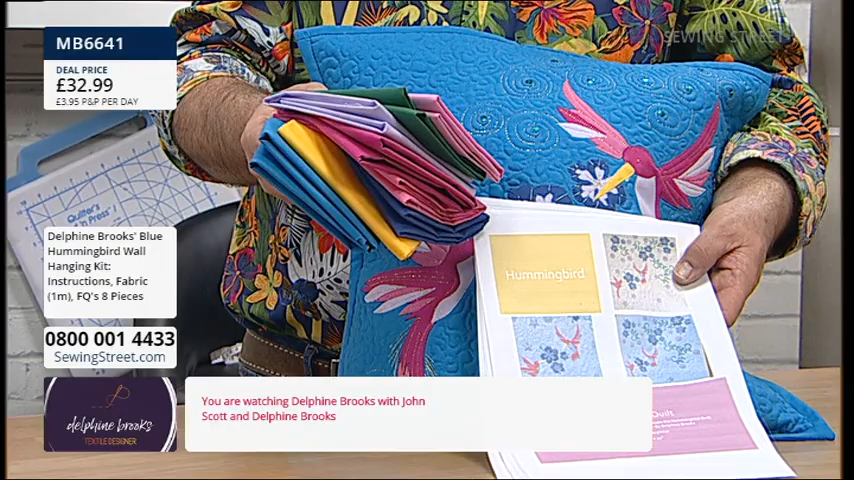 MB6641
SEWING STREET
DEAL PRICE
£32.99
£3.95 P&P PER DAY
Delphine Brooks' Blue
Hummingbird Wall
Hanging Kit:
Instructions, Fabric
(1m), FQ's 8 Pieces
0800 001 4433
SewingStreet.com
Hummingbird
Quilt
delphine brooks
TEXTILE DESIGNER
You are watching Delphine Brooks with John
Scott and Delphine Brooks